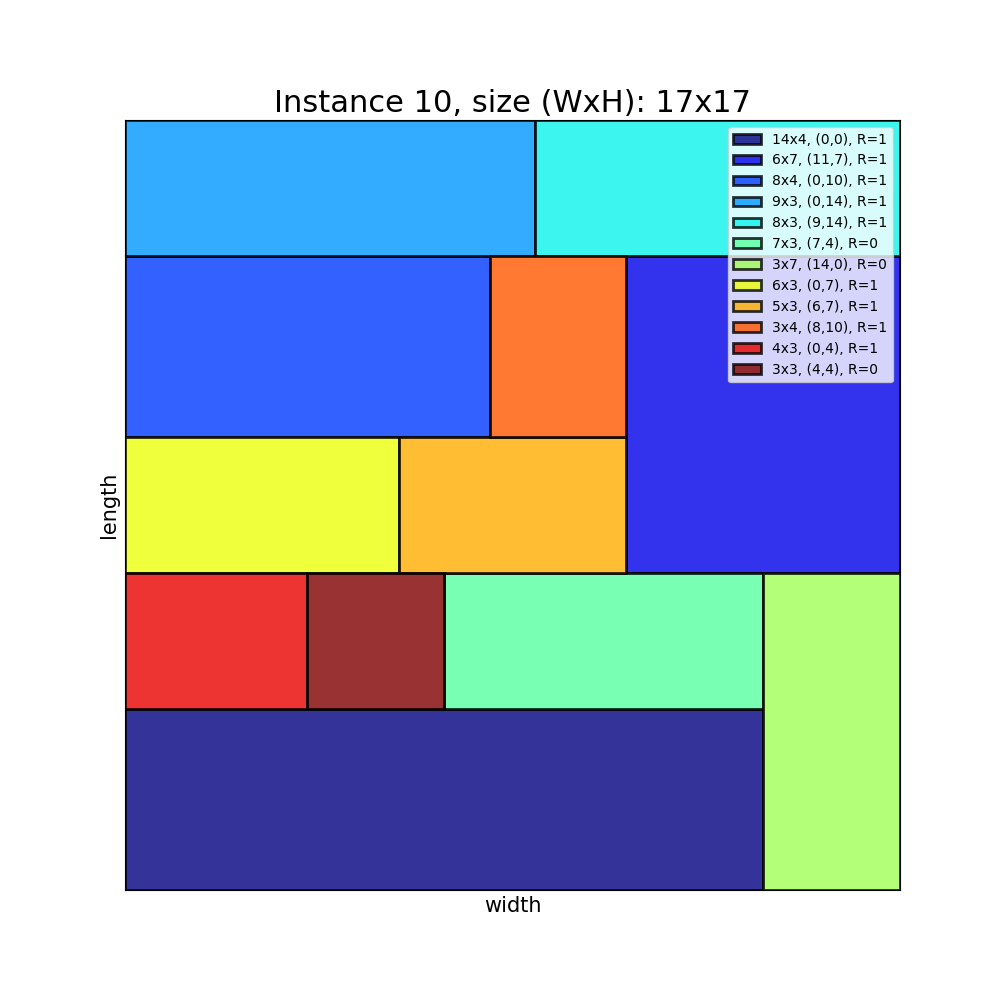 Instance 10, size (WxH): 17x17
14x4, (0,0), R=1
6x7, (11,7), R=1
8x4, (0,10), R=1
9x3, (0,14), R=1
8x3, (9,14), R=1
7x3, (7,4), R=0
3x7, (14,0), R=0
6x3, (0,7), R=1
5x3, (6,7), R=1
3x4, (8,10), R=1
4x3, (0,4), R=1
3x3, (4,4), R=0
length
width